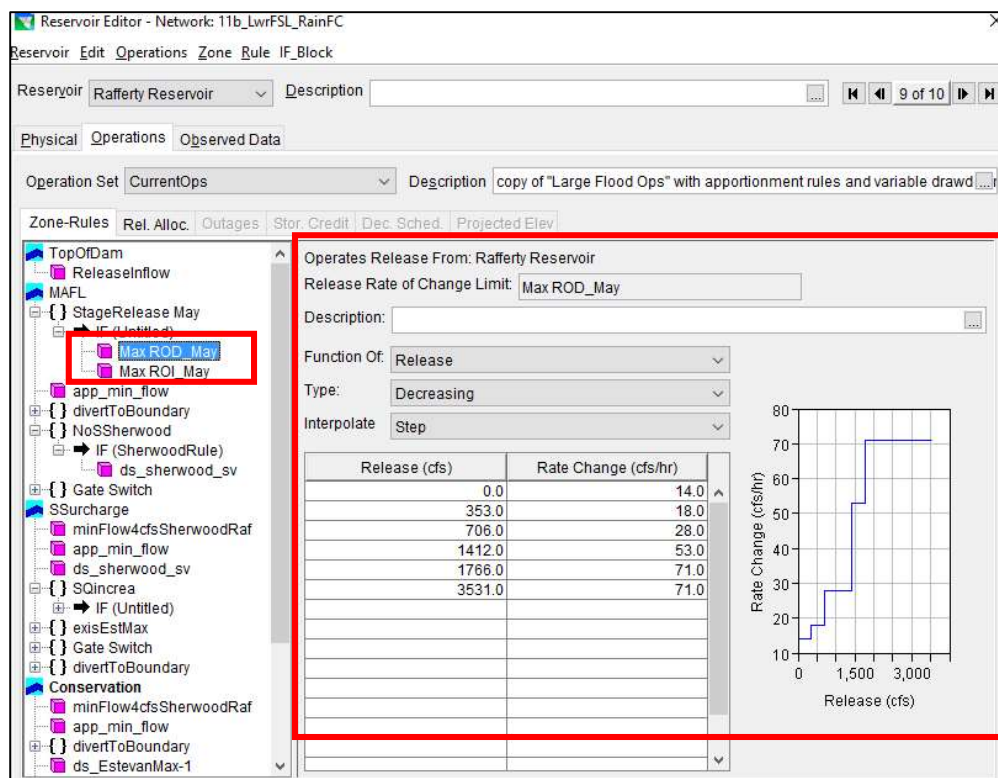 Reservoir Editor - Network: 11b_LwrFSL_RainFC
Reservoir Edit Operations Zone Rule IF_Block
Reservoir Rafferty Reservoir Description ... 9 of 10
Physical Operations Observed Data
Operation Set CurrentOps Description copy of "Large Flood Ops" with apportionment rules and variable drawd ...
Zone-Rules Rel. Alloc. Outages Stor. Credit Dec. Sched. Projected Elev
TopOfDam
ReleaseInflow
MAFL
{ } StageRelease May
IF (Untitled)
Max ROD_May
Max ROI_May
app_min_flow
{ } divertToBoundary
{ } NoSSherwood
IF (SherwoodRule)
ds_sherwood_sv
{ } Gate Switch
SSurcharge
minFlow4cfsSherwoodRaf
app_min_flow
ds_sherwood_sv
{ } SQincrea
IF (Untitled)
{ } exisEstMax
{ } Gate Switch
{ } divertToBoundary
Conservation
minFlow4cfsSherwoodRaf
app_min_flow
{ } divertToBoundary
ds_EstevanMax-1
Operates Release From: Rafferty Reservoir
Release Rate of Change Limit: Max ROD_May
Description: ...
Function Of: Release
Type: Decreasing
Interpolate Step
Release (cfs) Rate Change (cfs/hr)
0.0 14.0
353.0 18.0
706.0 28.0
1412.0 53.0
1766.0 71.0
3531.0 71.0
80
70
60
50
40
30
20
10
Rate Change (cfs/hr)
0 1,500 3,000
Release (cfs)